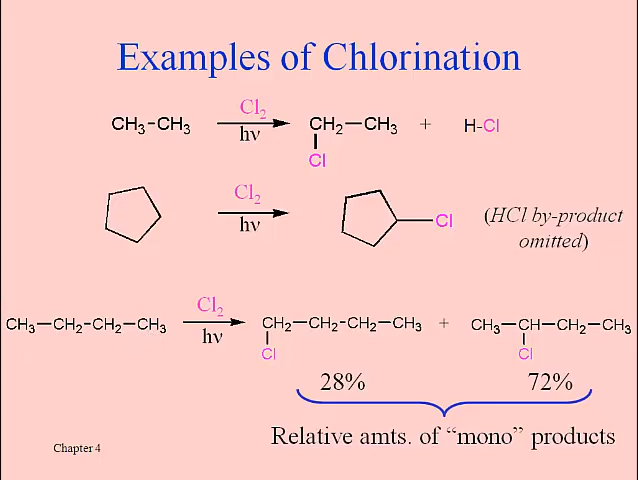 Examples of Chlorination
CH₃-CH₃ Cl₂ hν CH₂—CH₃ + H-Cl
Cl
Cl₂ hν Cl (HCl by-product
omitted)
CH₃—CH₂-CH₂—CH₃ Cl₂ hν CH₂—CH₂-CH₂—CH₃ + CH₃—CH—CH₂—CH₃
Cl Cl
28% 72%
Relative amts. of “mono” products
Chapter 4